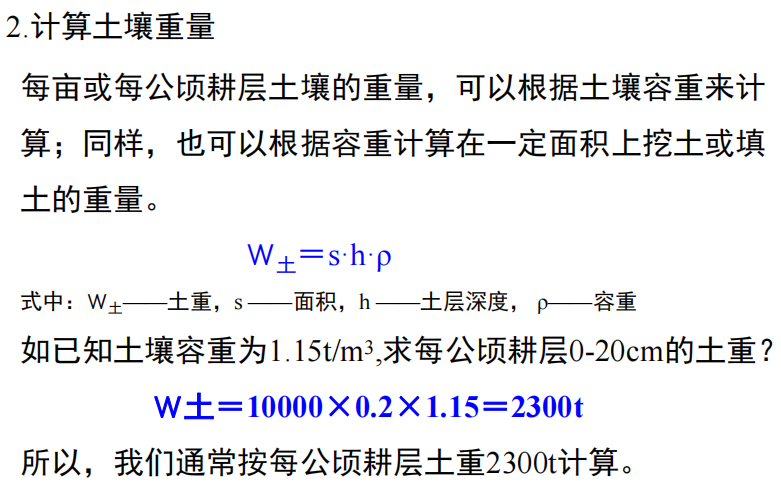 2.计算土壤重量
每亩或每公顷耕层土壤的重量，可以根据土壤容重来计
算；同样，也可以根据容重计算在一定面积上挖土或填
土的重量。
W土＝s·h·ρ
式中：W土——土重，s ——面积，h ——土层深度， ρ——容重
如已知土壤容重为1.15t/m³,求每公顷耕层0-20cm的土重？
W土＝10000×0.2×1.15＝2300t
所以，我们通常按每公顷耕层土重2300t计算。